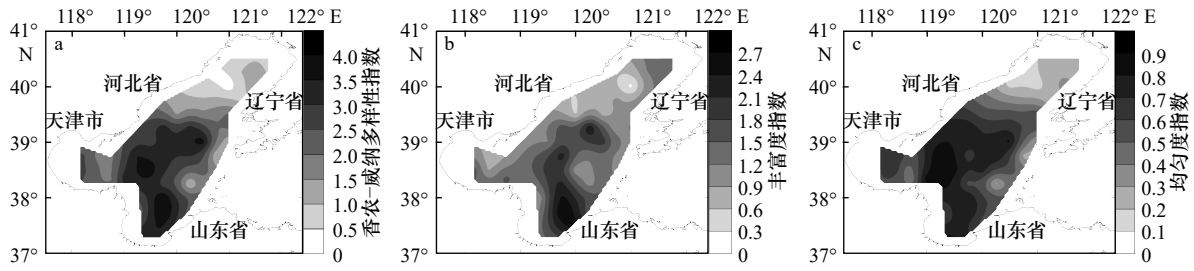 118° 119° 120° 121° 122° E
118° 119° 120° 121° 122° E
118° 119° 120° 121° 122° E
41°
N
40°
39°
38°
37°
a
河北省
天津市
辽宁省
山东省
4.0
3.5
3.0
2.5
2.0
1.5
1.0
0.5
0
香农-威纳多样性指数
41°
N
40°
39°
38°
37°
b
河北省
天津市
辽宁省
山东省
2.7
2.4
2.1
1.8
1.5
1.2
0.9
0.6
0.3
0
丰富度指数
41°
N
40°
39°
38°
37°
c
河北省
天津市
辽宁省
山东省
0.9
0.8
0.7
0.6
0.5
0.4
0.3
0.2
0.1
0
均匀度指数